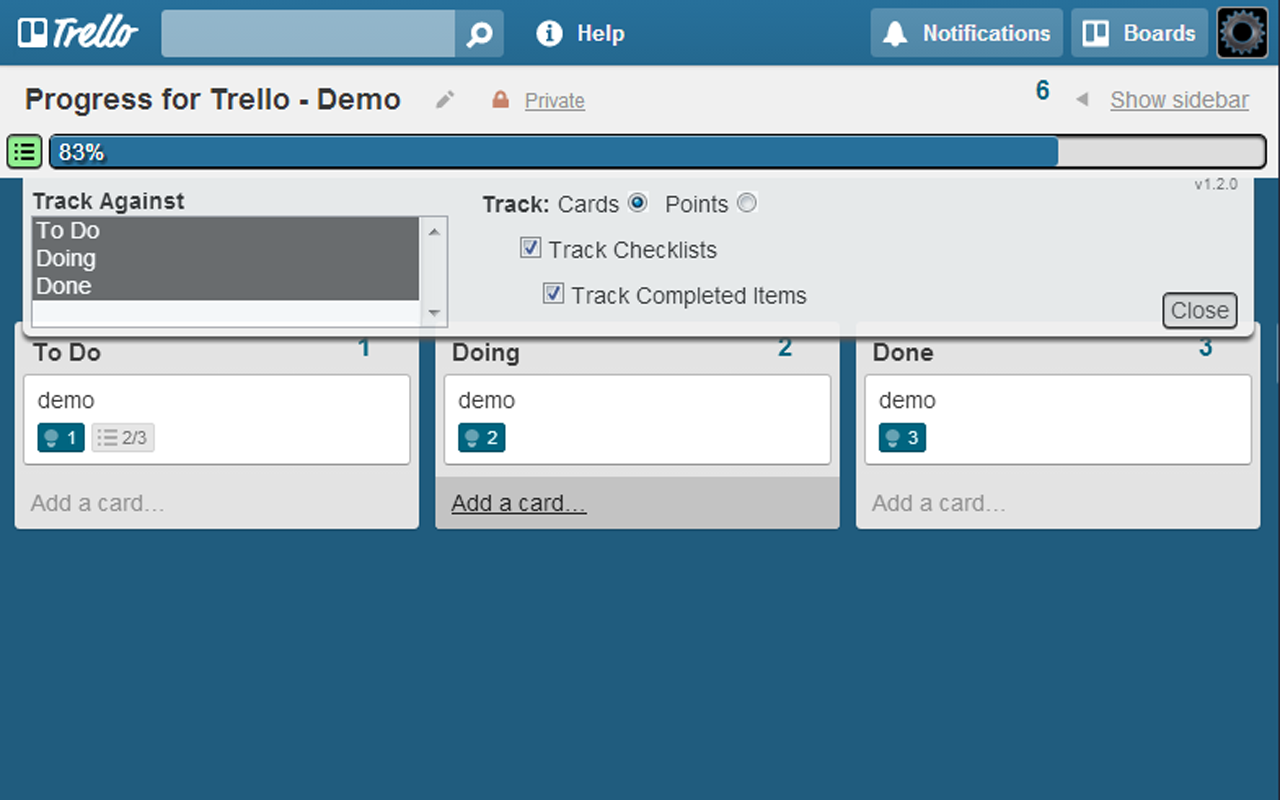 Trello
Help
Notifications
Boards
Progress for Trello - Demo
Private
6
Show sidebar
83%
v1.2.0
Track Against
To Do
Doing
Done
Track: Cards Points
Track Checklists
Track Completed Items
Close
To Do 1
demo
1 2/3
Add a card…
Doing 2
demo
2
Add a card…
Done 3
demo
3
Add a card…